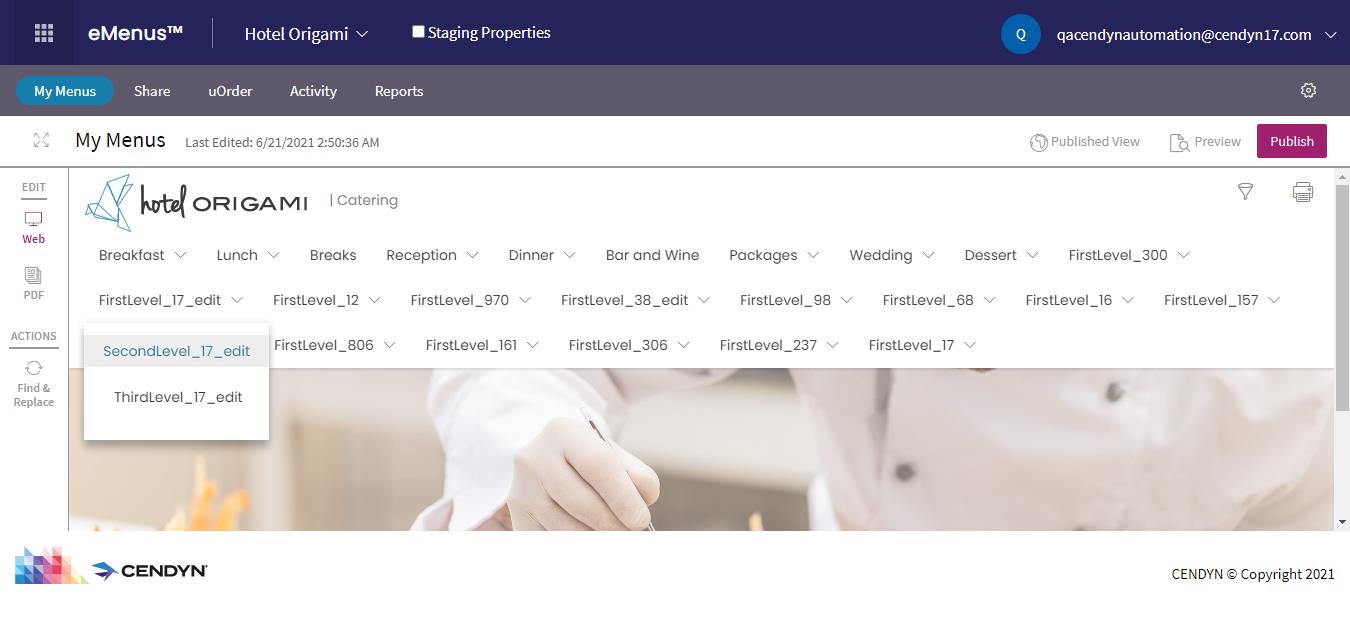 eMenus™ Hotel Origami Staging Properties Q qacendynautomation@cendyn17.com
My Menus Share uOrder Activity Reports
My Menus Last Edited: 6/21/2021 2:50:36 AM Published View Preview Publish
EDIT
Web
PDF
ACTIONS
Find &
Replace
hotel ORIGAMI | Catering
Breakfast Lunch Breaks Reception Dinner Bar and Wine Packages Wedding Dessert FirstLevel_300
FirstLevel_17_edit FirstLevel_12 FirstLevel_970 FirstLevel_38_edit FirstLevel_98 FirstLevel_68 FirstLevel_16 FirstLevel_157
FirstLevel_806 FirstLevel_161 FirstLevel_306 FirstLevel_237 FirstLevel_17
SecondLevel_17_edit
ThirdLevel_17_edit
CENDYN
CENDYN © Copyright 2021